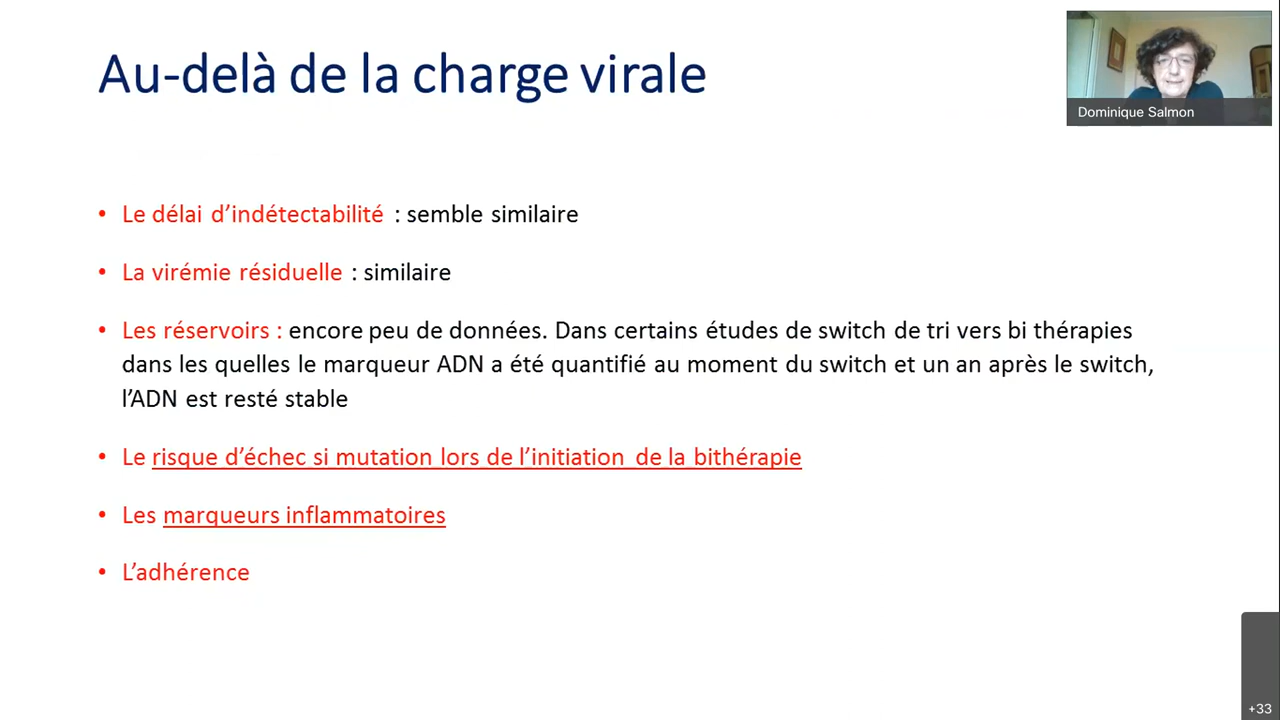 Au-delà de la charge virale
Dominique Salmon
• Le délai d’indétectabilité : semble similaire
• La virémie résiduelle : similaire
• Les réservoirs : encore peu de données. Dans certains études de switch de tri vers bi thérapies
dans les quelles le marqueur ADN a été quantifié au moment du switch et un an après le switch,
l’ADN est resté stable
• Le risque d’échec si mutation lors de l’initiation de la bithérapie
• Les marqueurs inflammatoires
• L’adhérence
+33